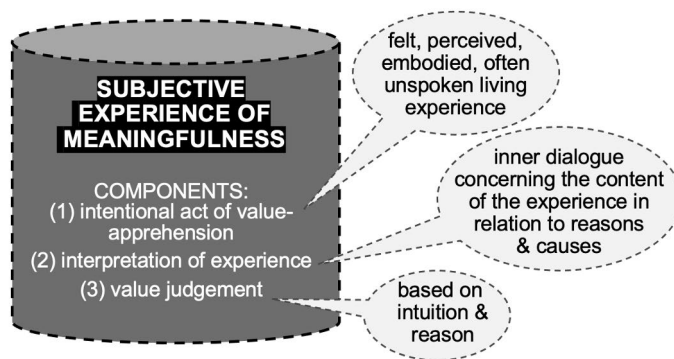 SUBJECTIVE
EXPERIENCE OF
MEANINGFULNESS
COMPONENTS:
(1) intentional act of value-
apprehension
(2) interpretation of experience
(3) value judgement
felt, perceived,
embodied, often
unspoken living
experience
inner dialogue
concerning the content
of the experience in
relation to reasons
& causes
based on
intuition &
reason